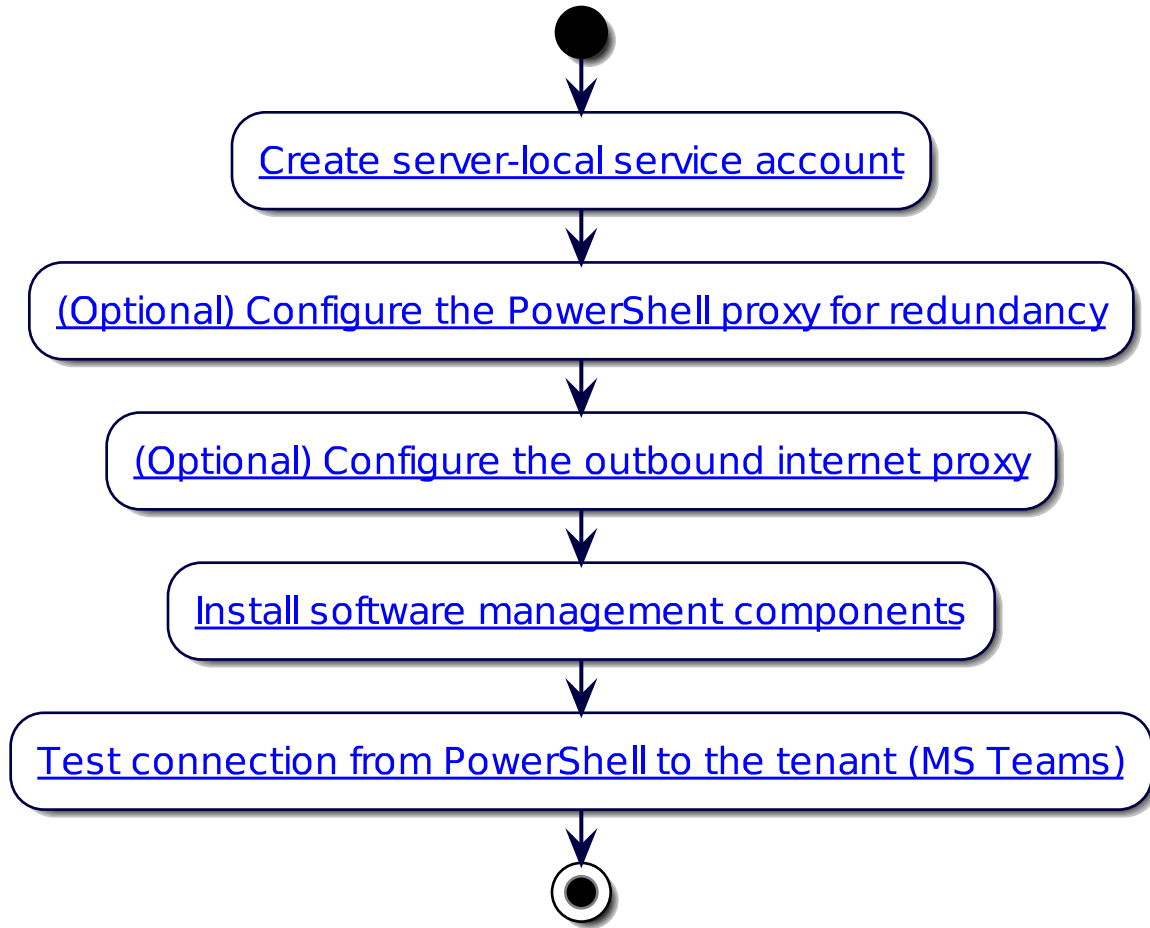 Create server-local service account
(Optional) Configure the PowerShell proxy for redundancy
(Optional) Configure the outbound internet proxy
Install software management components
Test connection from PowerShell to the tenant (MS Teams)